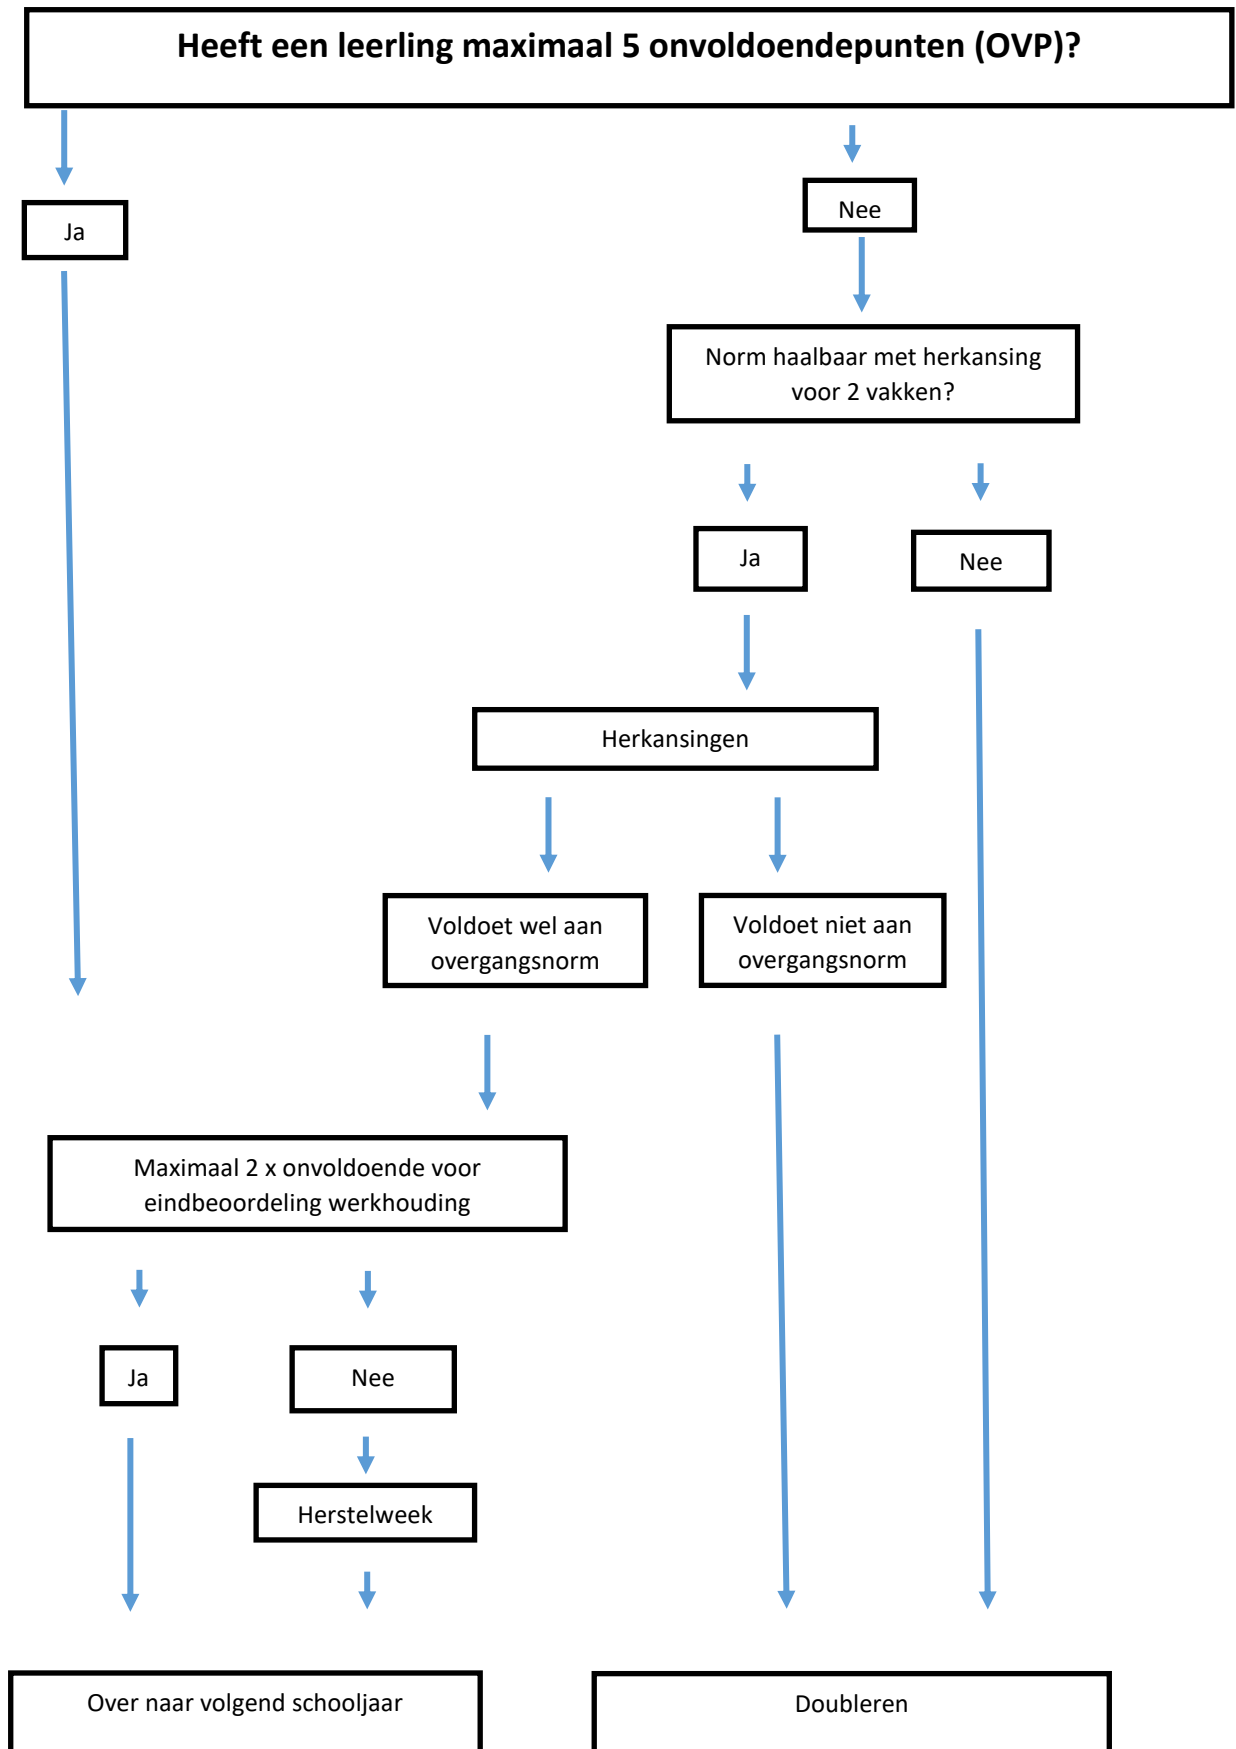 Heeft een leerling maximaal 5 onvoldoendepunten (OVP)?
Ja
Nee
Norm haalbaar met herkansing
voor 2 vakken?
Ja
Nee
Herkansingen
Voldoet wel aan
overgangsnorm
Voldoet niet aan
overgangsnorm
Maximaal 2 x onvoldoende voor
eindbeoordeling werkhouding
Ja
Nee
Herstelweek
Over naar volgend schooljaar
Doubleren